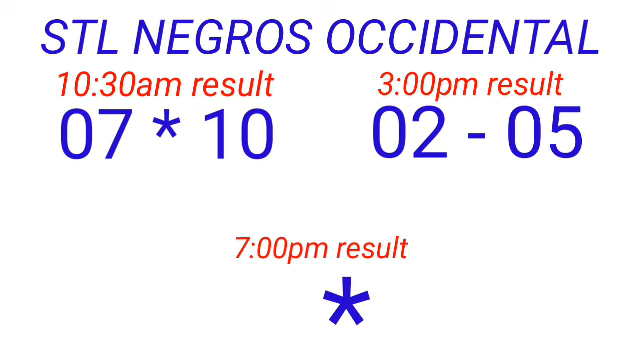 STL NEGROS OCCIDENTAL
10:30am result 3:00pm result
07 * 10 02 - 05
7:00pm result
*